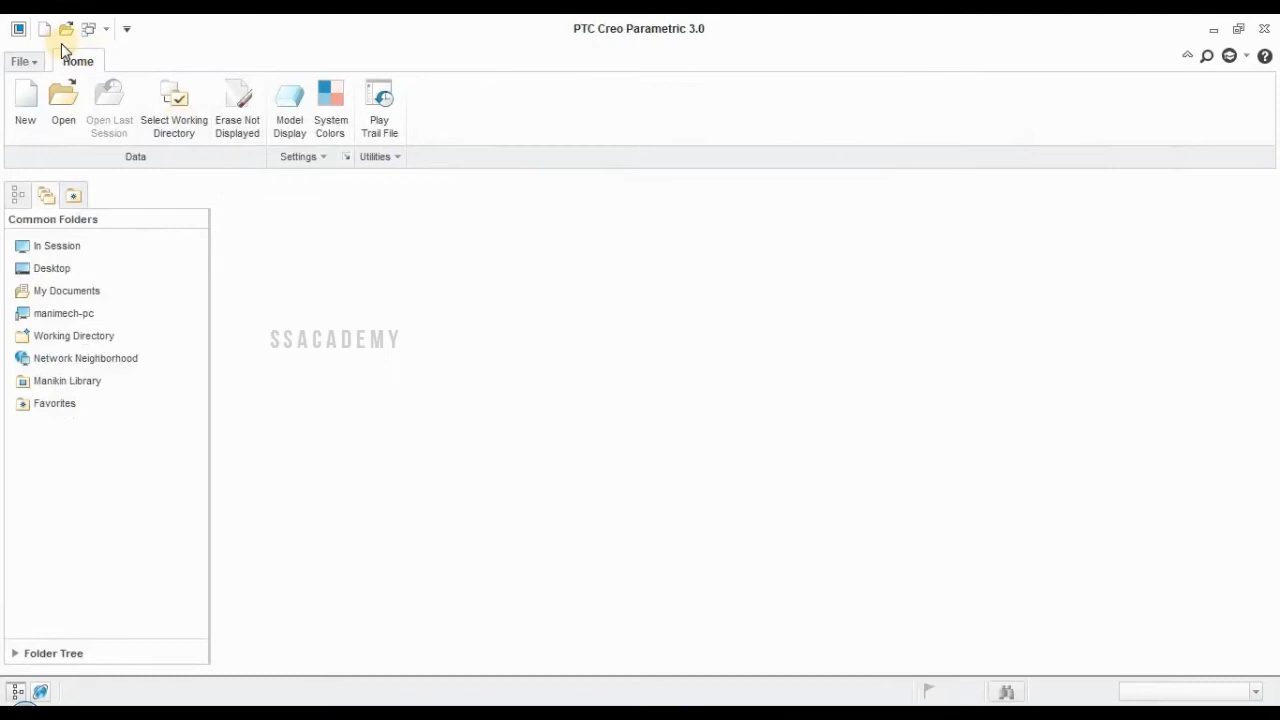 PTC Creo Parametric 3.0
File
Home
New
Open
Open Last
Session
Select Working
Directory
Erase Not
Displayed
Model
Display
System
Colors
Play
Trail File
Data
Settings
Utilities
Common Folders
In Session
Desktop
My Documents
manimech-pc
Working Directory
Network Neighborhood
Manikin Library
Favorites
SSACADEMY
Folder Tree